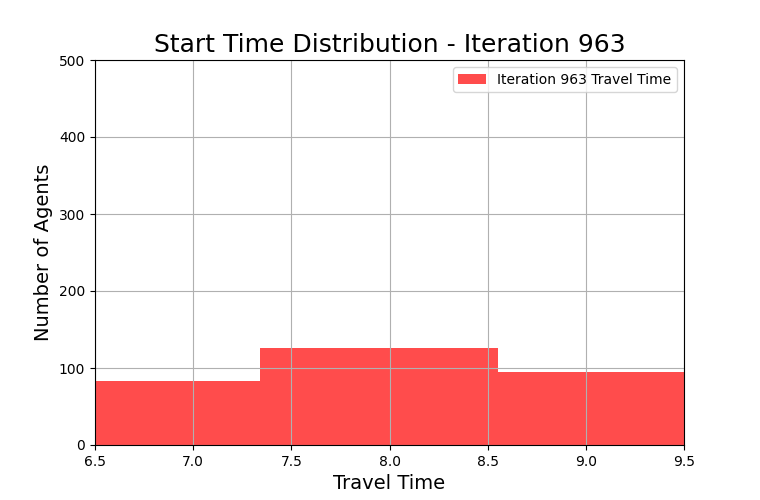 Start Time Distribution - Iteration 963
500
Iteration 963 Travel Time
400
300
200
100
0
Number of Agents
6.5 7.0 7.5 8.0 8.5 9.0 9.5
Travel Time